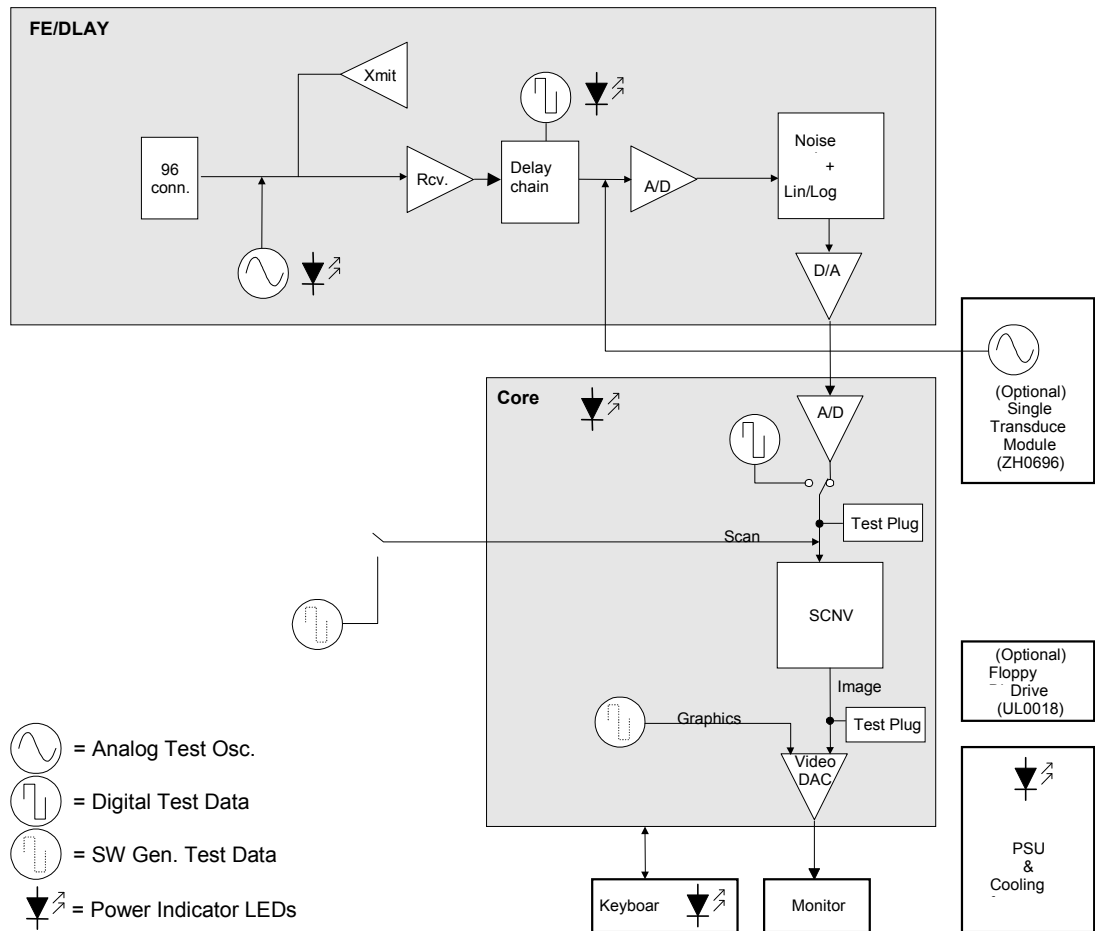 FE/DLAY
Xmit
96
conn.
Rcv.
Delay
chain
A/D
Noise
+
Lin/Log
D/A
(Optional)
Single
Transduce
Module
(ZH0696)
Core
A/D
Test Plug
Scan
SCNV
Image
Graphics
Test Plug
Video
DAC
(Optional)
Floppy
Drive
(UL0018)
PSU
&
Cooling
Keyboar
Monitor
= Analog Test Osc.
= Digital Test Data
= SW Gen. Test Data
= Power Indicator LEDs